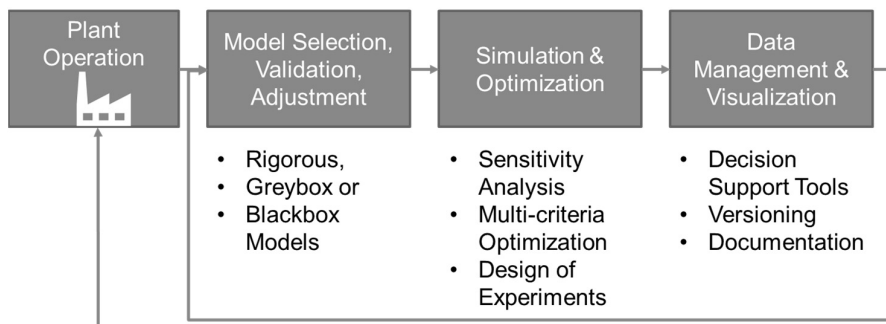 Plant
Operation
Model Selection,
Validation,
Adjustment
Simulation &
Optimization
Data
Management &
Visualization
• Rigorous,
• Greybox or
• Blackbox
Models
• Sensitivity
Analysis
• Multi-criteria
Optimization
• Design of
Experiments
• Decision
Support Tools
• Versioning
• Documentation